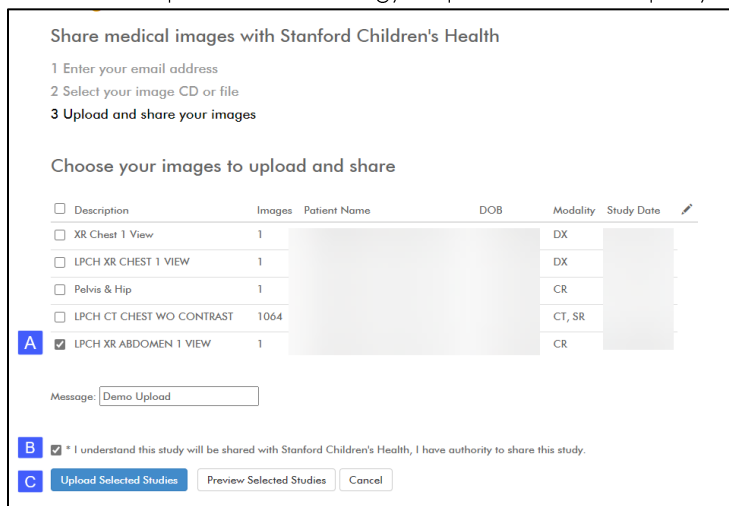 Share medical images with Stanford Children's Health
1 Enter your email address
2 Select your image CD or file
3 Upload and share your images
Choose your images to upload and share
Description Images Patient Name DOB Modality Study Date
XR Chest 1 View 1 DX
LPCH XR CHEST 1 VIEW 1 DX
Pelvis & Hip 1 CR
LPCH CT CHEST WO CONTRAST 1064 CT, SR
A LPCH XR ABDOMEN 1 VIEW 1 CR
Message: Demo Upload
B * I understand this study will be shared with Stanford Children's Health, I have authority to share this study.
C Upload Selected Studies Preview Selected Studies Cancel